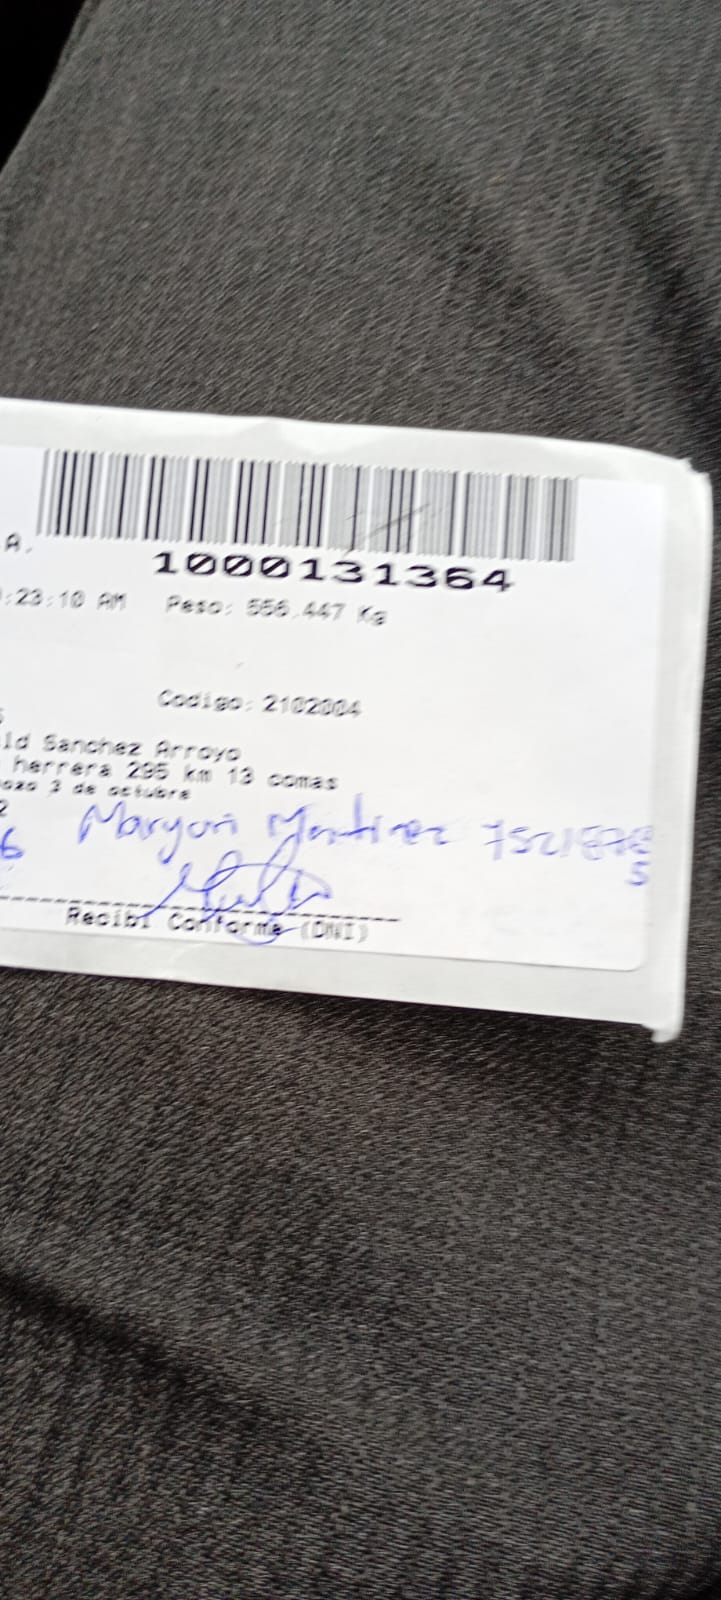 A.
1000131364
:23:10 AM Peso: 556.447 Kg
Codigo: 2102004
ld Sanchez Arroyo
herrera 295 km 13 comas
3 de octubre
2
6 Maryori Martinez
5
Recibi Conforme (DNI)